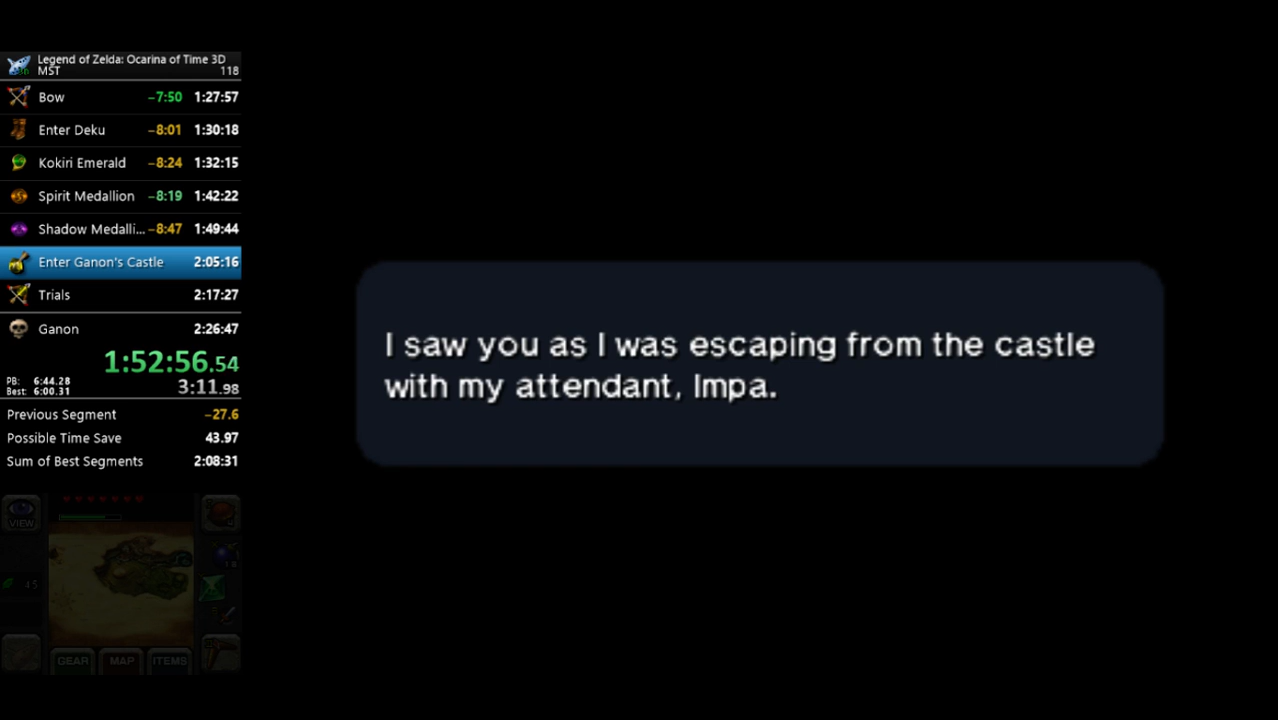 Legend of Zelda: Ocarina of Time 3D
MST 118
Bow -7:50 1:27:57
Enter Deku -8:01 1:30:18
Kokiri Emerald -8:24 1:32:15
Spirit Medallion -8:19 1:42:22
Shadow Medalli... -8:47 1:49:44
Enter Ganon's Castle 2:05:16
Trials 2:17:27
Ganon 2:26:47
1:52:56.54
PB: 6:44.28
Best: 6:00.31
3:11.98
Previous Segment -27.6
Possible Time Save 43.97
Sum of Best Segments 2:08:31
VIEW
45
GEAR MAP ITEMS
I saw you as I was escaping from the castle
with my attendant, Impa.